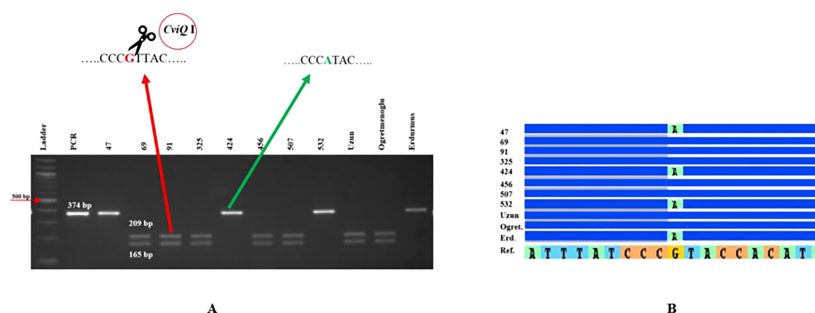 CviQ I
…..CCCGTTAC…..
…..CCCATAC…..
Ladder
PCR
47
69
91
325
424
456
507
532
Uzun
Ogretmenoglu
Erdurmus
500 bp
374 bp
209 bp
165 bp
A
47 A
69
91
325
424 A
456
507
532 A
Uzun
Ogret.
Erd. A
Ref. A T T T A T C C C G T A C C A C A T
B